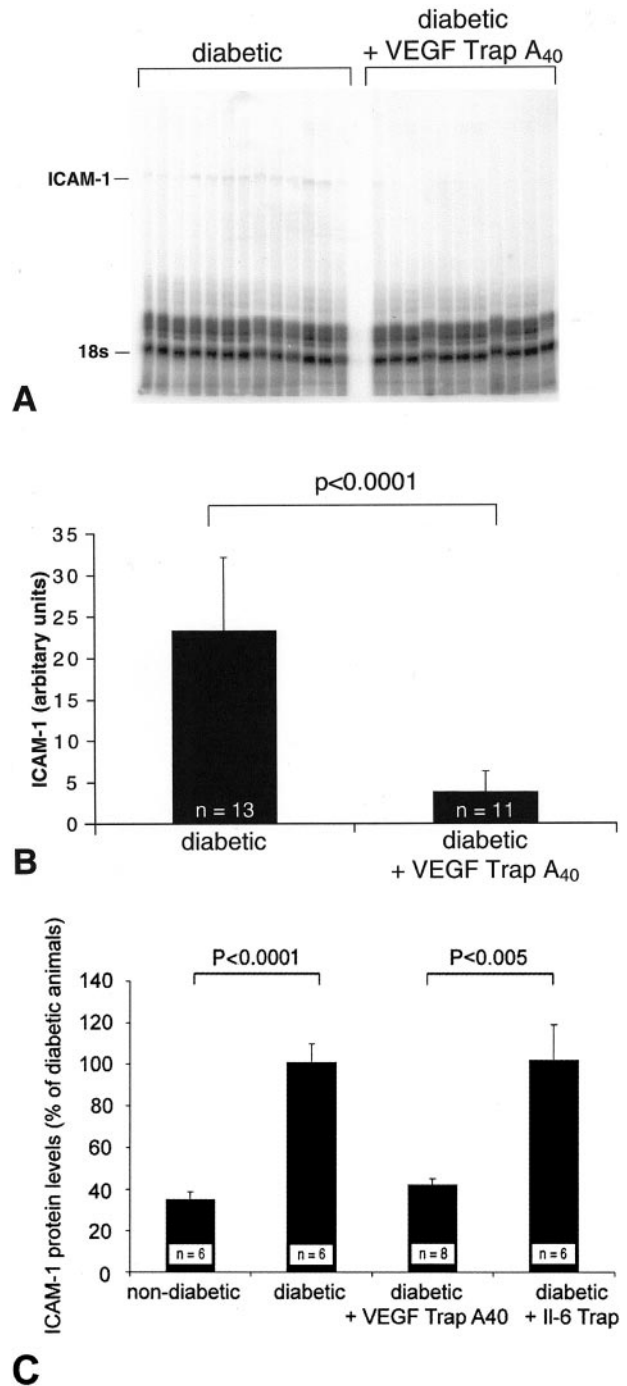 diabetic
diabetic
+ VEGF Trap A₄₀
ICAM-1
18s
A
p<0.0001
ICAM-1 (arbitary units)
35
30
25
20
15
10
5
0
n = 13
n = 11
diabetic
diabetic
+ VEGF Trap A₄₀
B
P<0.0001
P<0.005
ICAM-1 protein levels (% of diabetic animals)
140
120
100
80
60
40
20
0
n = 6
n = 6
n = 8
n = 6
non-diabetic
diabetic
diabetic
+ VEGF Trap A40
diabetic
+ Il-6 Trap
C